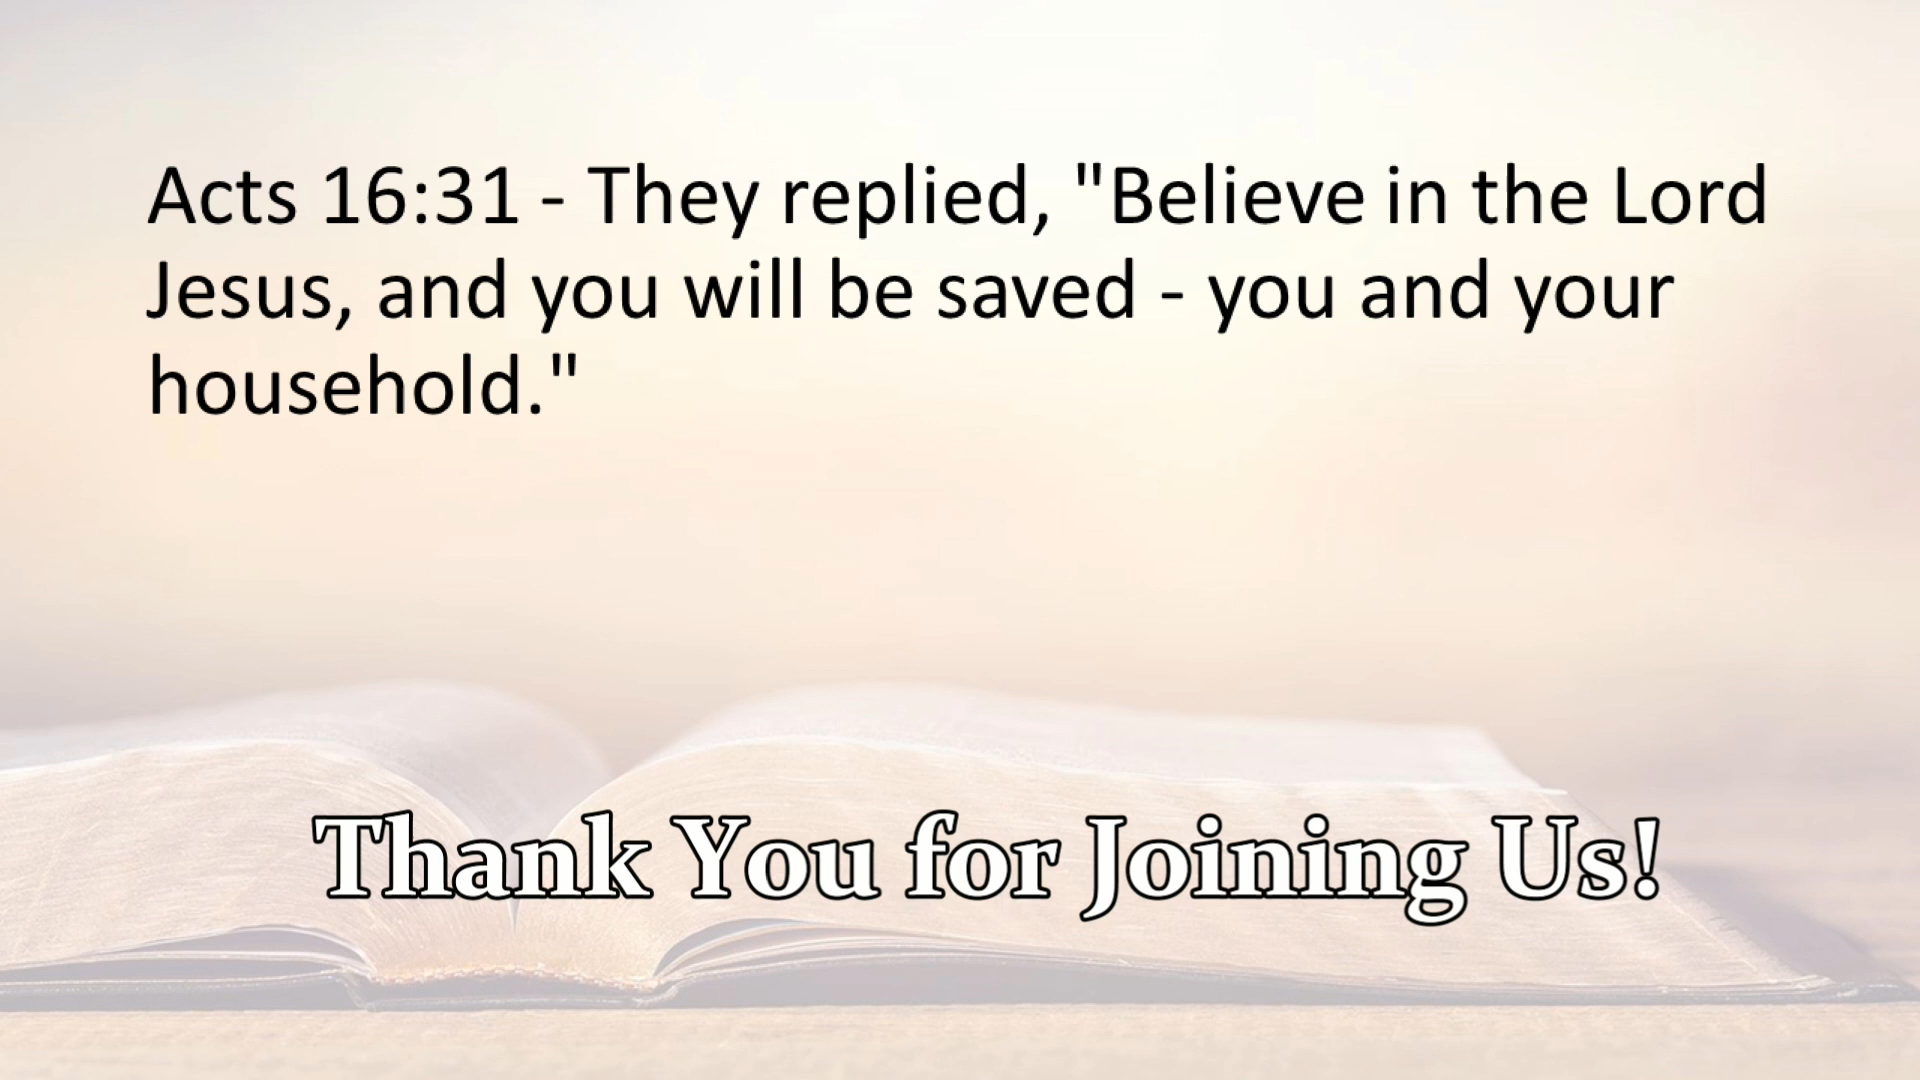 Acts 16:31 - They replied, "Believe in the Lord
Jesus, and you will be saved - you and your
household."
Thank You for Joining Us!